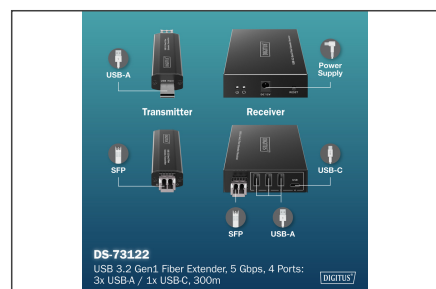 USB-A
Power
Supply
Transmitter
Receiver
SFP
USB-C
SFP
USB-A
DS-73122
USB 3.2 Gen1 Fiber Extender, 5 Gbps, 4 Ports:
3x USB-A / 1x USB-C, 300m
DIGITUS®